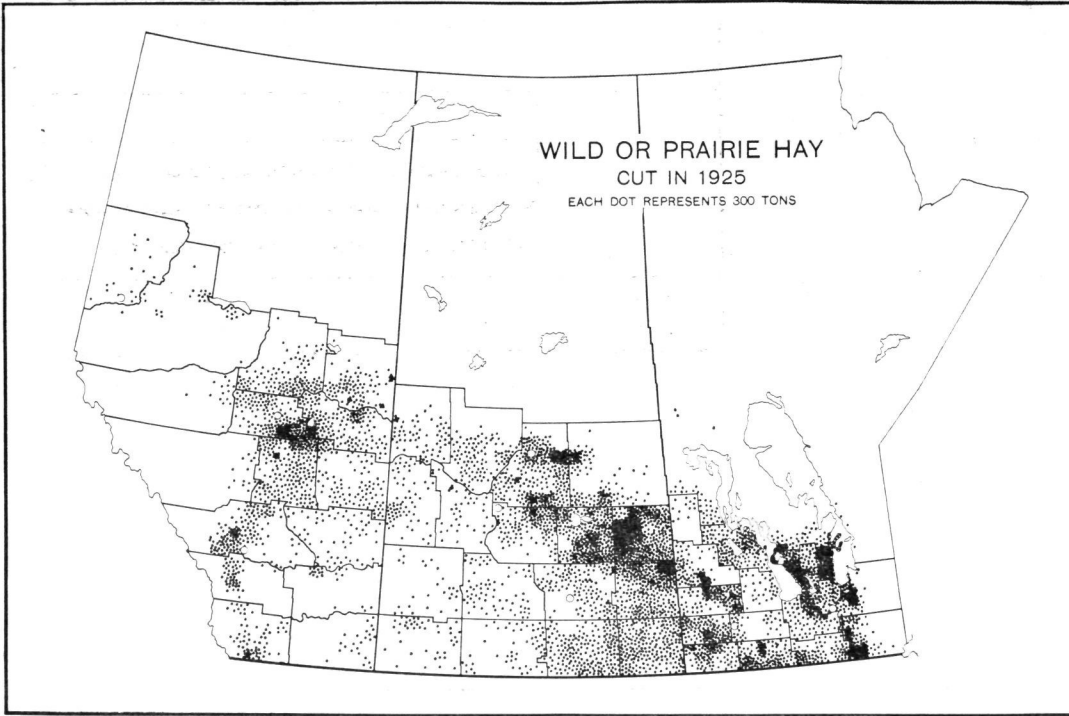 WILD OR PRAIRIE HAY
CUT IN 1925
EACH DOT REPRESENTS 300 TONS